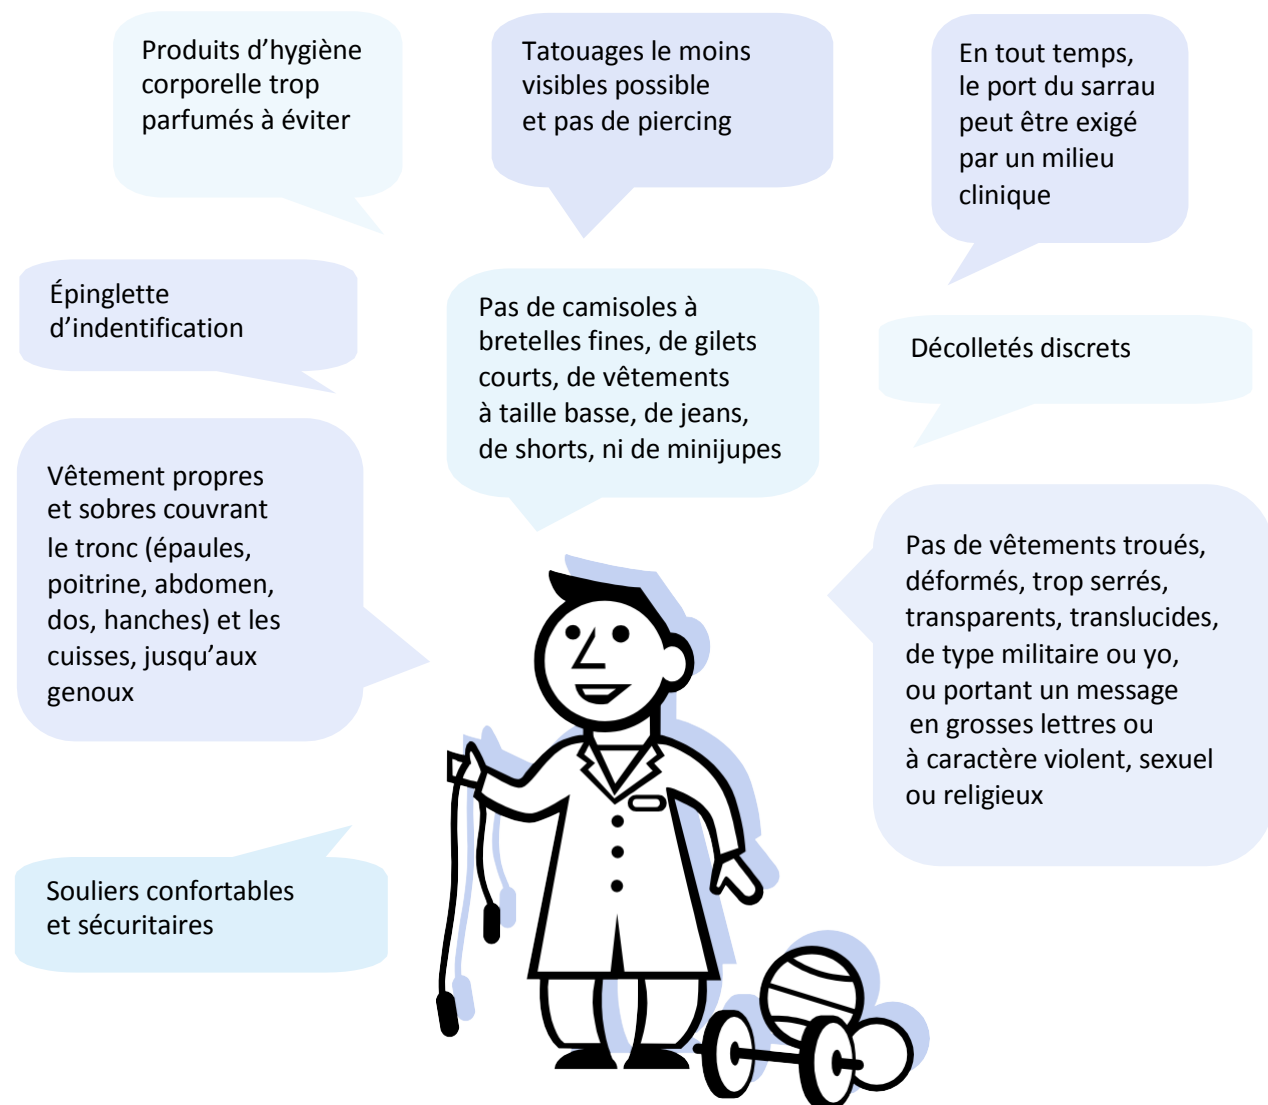 Produits d’hygiène
corporelle trop
parfumés à éviter
Tatouages le moins
visibles possible
et pas de piercing
En tout temps,
le port du sarrau
peut être exigé
par un milieu
clinique
Épinglette
d’indentification
Pas de camisoles à
bretelles fines, de gilets
courts, de vêtements
à taille basse, de jeans,
de shorts, ni de minijupes
Décolletés discrets
Vêtement propres
et sobres couvrant
le tronc (épaules,
poitrine, abdomen,
dos, hanches) et les
cuisses, jusqu’aux
genoux
Pas de vêtements troués,
déformés, trop serrés,
transparents, translucides,
de type militaire ou yo,
ou portant un message
en grosses lettres ou
à caractère violent, sexuel
ou religieux
Souliers confortables
et sécuritaires